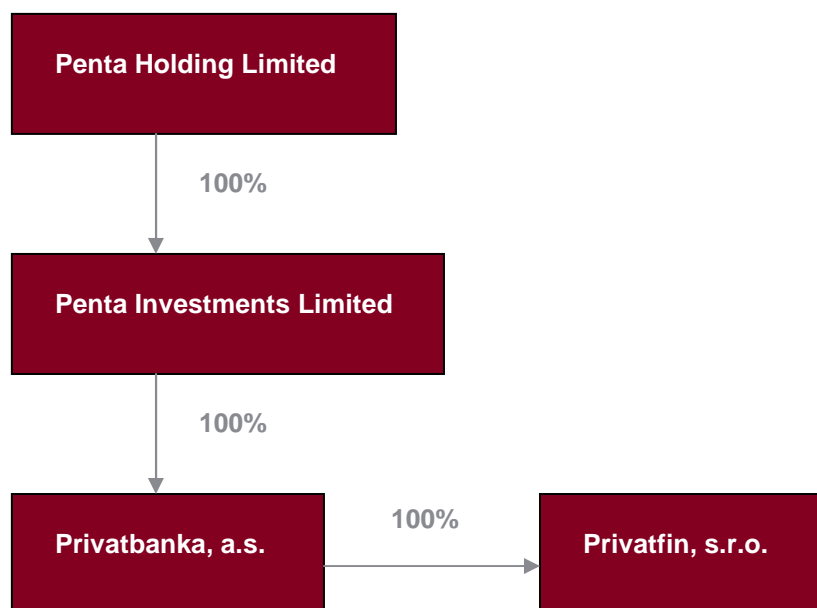 Penta Holding Limited
100%
Penta Investments Limited
100%
100%
Privatbanka, a.s.
Privatfin, s.r.o.